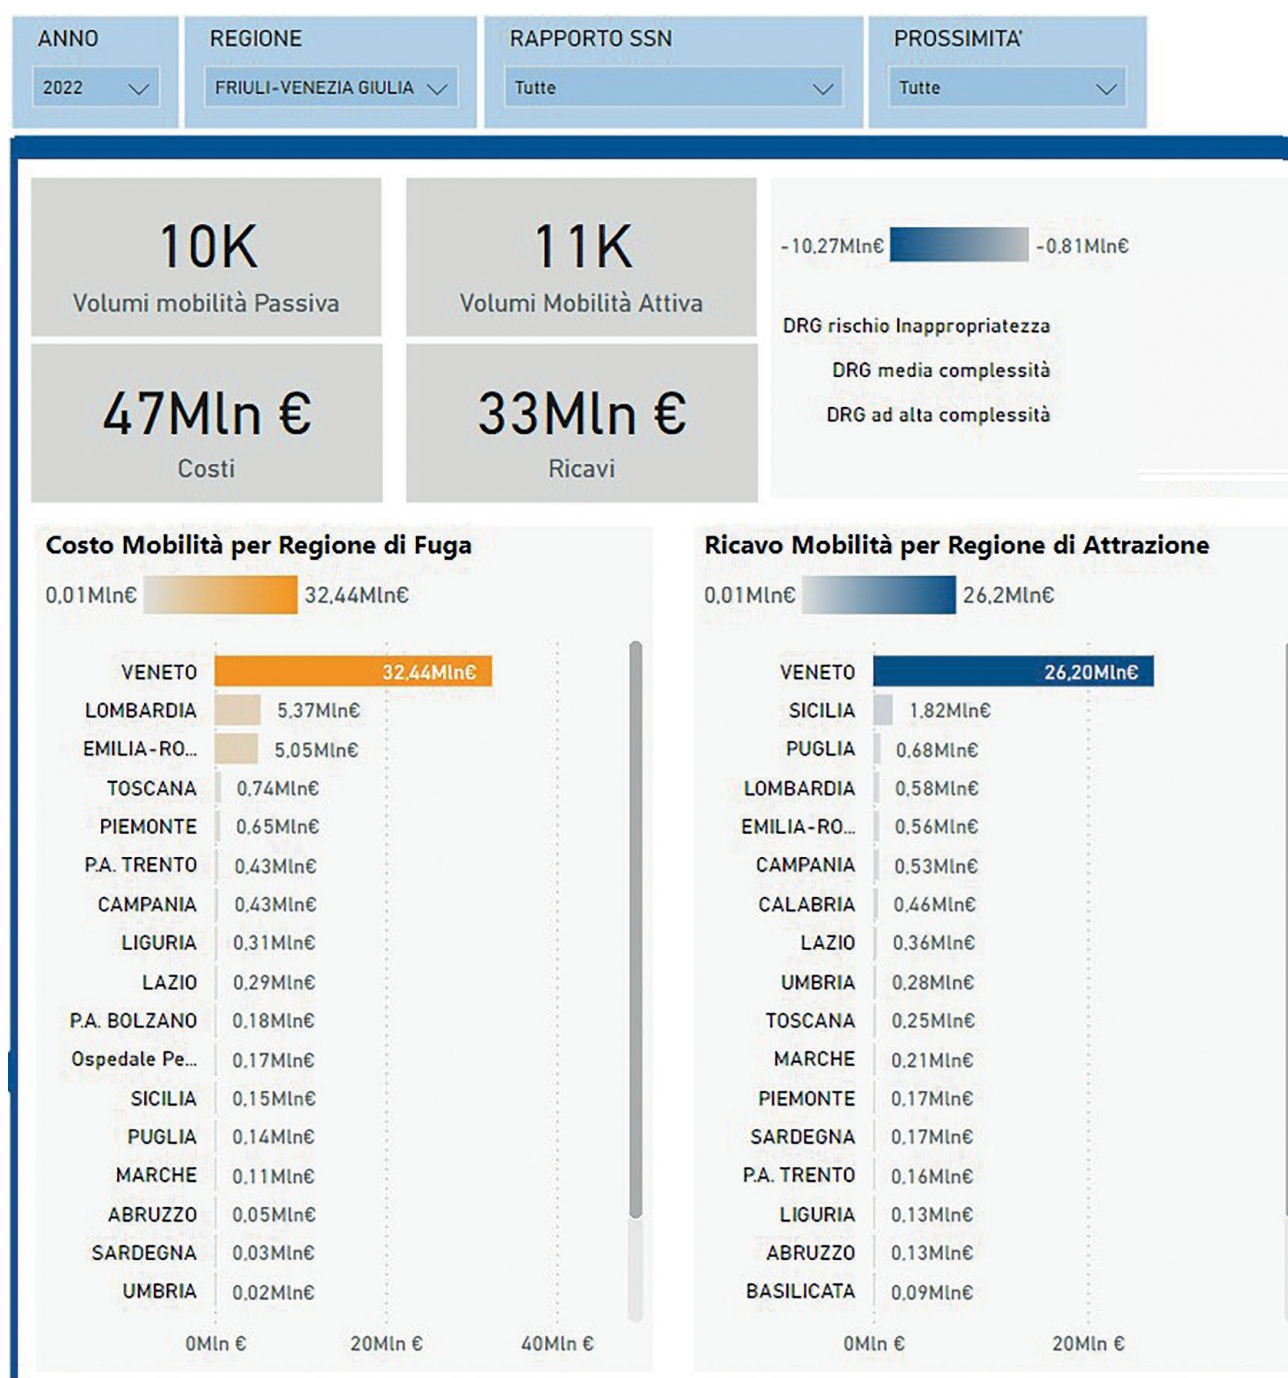 ANNO
REGIONE
RAPPORTO SSN
PROSSIMITA'
2022
FRIULI-VENEZIA GIULIA
Tutte
Tutte
10K
Volumi mobilità Passiva
11K
Volumi Mobilità Attiva
47Mln €
Costi
33Mln €
Ricavi
-10,27Mln€ -0,81Mln€
DRG rischio Inappropriatezza
DRG media complessità
DRG ad alta complessità
Costo Mobilità per Regione di Fuga
0,01Mln€ 32,44Mln€
VENETO 32,44Mln€
LOMBARDIA 5,37Mln€
EMILIA-RO... 5,05Mln€
TOSCANA 0,74Mln€
PIEMONTE 0,65Mln€
P.A. TRENTO 0,43Mln€
CAMPANIA 0,43Mln€
LIGURIA 0,31Mln€
LAZIO 0,29Mln€
P.A. BOLZANO 0,18Mln€
Ospedale Pe... 0,17Mln€
SICILIA 0,15Mln€
PUGLIA 0,14Mln€
MARCHE 0,11Mln€
ABRUZZO 0,05Mln€
SARDEGNA 0,03Mln€
UMBRIA 0,02Mln€
0Mln € 20Mln € 40Mln €
Ricavo Mobilità per Regione di Attrazione
0,01Mln€ 26,2Mln€
VENETO 26,20Mln€
SICILIA 1,82Mln€
PUGLIA 0,68Mln€
LOMBARDIA 0,58Mln€
EMILIA-RO... 0,56Mln€
CAMPANIA 0,53Mln€
CALABRIA 0,46Mln€
LAZIO 0,36Mln€
UMBRIA 0,28Mln€
TOSCANA 0,25Mln€
MARCHE 0,21Mln€
PIEMONTE 0,17Mln€
SARDEGNA 0,17Mln€
P.A. TRENTO 0,16Mln€
LIGURIA 0,13Mln€
ABRUZZO 0,13Mln€
BASILICATA 0,09Mln€
0Mln € 20Mln €